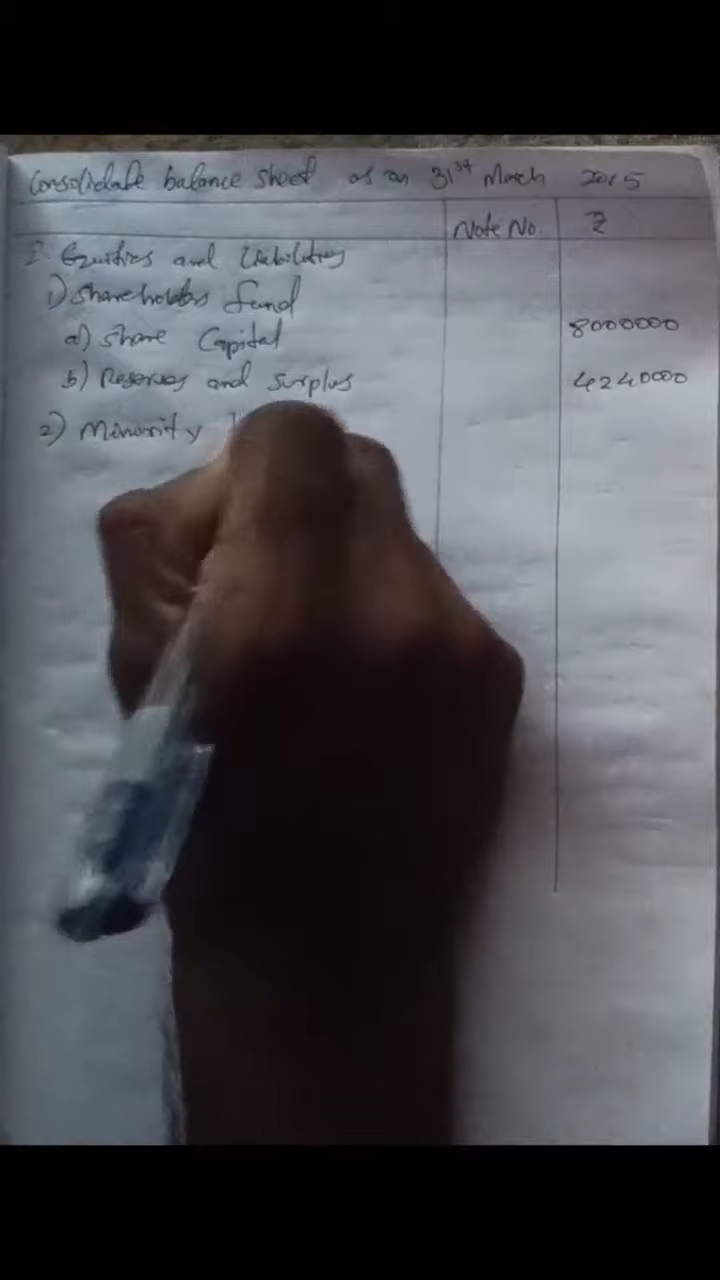 Consolidate balance sheet as on 31st March 2015
Note No. ₹
I. Equities and Liabilities
1) Shareholders fund
a) Share Capital 8000000
b) Reserves and surplus 4240000
2) Minority